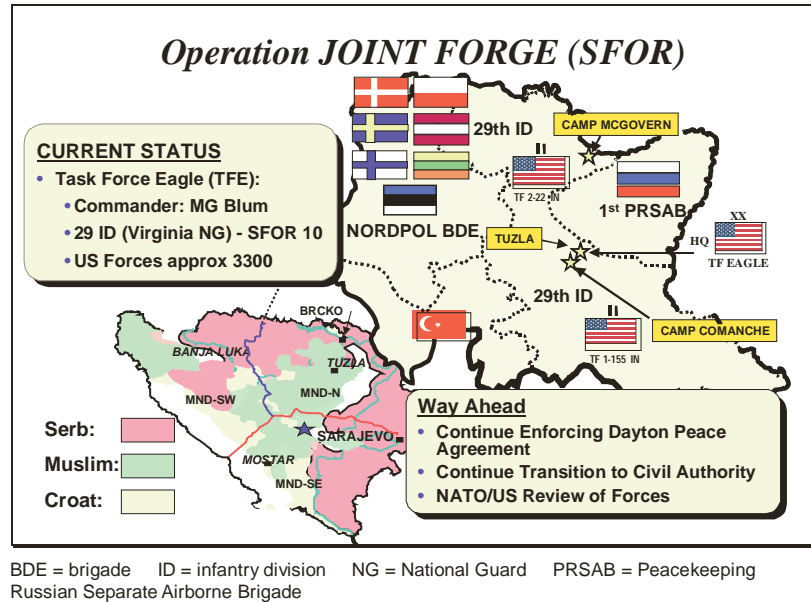 Operation JOINT FORGE (SFOR)
CURRENT STATUS
• Task Force Eagle (TFE):
• Commander: MG Blum
• 29 ID (Virginia NG) - SFOR 10
• US Forces approx 3300
29th ID
CAMP MCGOVERN
II
TF 2-22 IN
1st PRSAB
NORDPOL BDE
TUZLA
HQ
XX
TF EAGLE
29th ID
II
TF 1-155 IN
CAMP COMANCHE
BRCKO
BANJA LUKA
TUZLA
MND-SW
MND-N
SARAJEVO
MOSTAR
MND-SE
Serb:
Muslim:
Croat:
Way Ahead
• Continue Enforcing Dayton Peace
Agreement
• Continue Transition to Civil Authority
• NATO/US Review of Forces
BDE = brigade ID = infantry division NG = National Guard PRSAB = Peacekeeping
Russian Separate Airborne Brigade